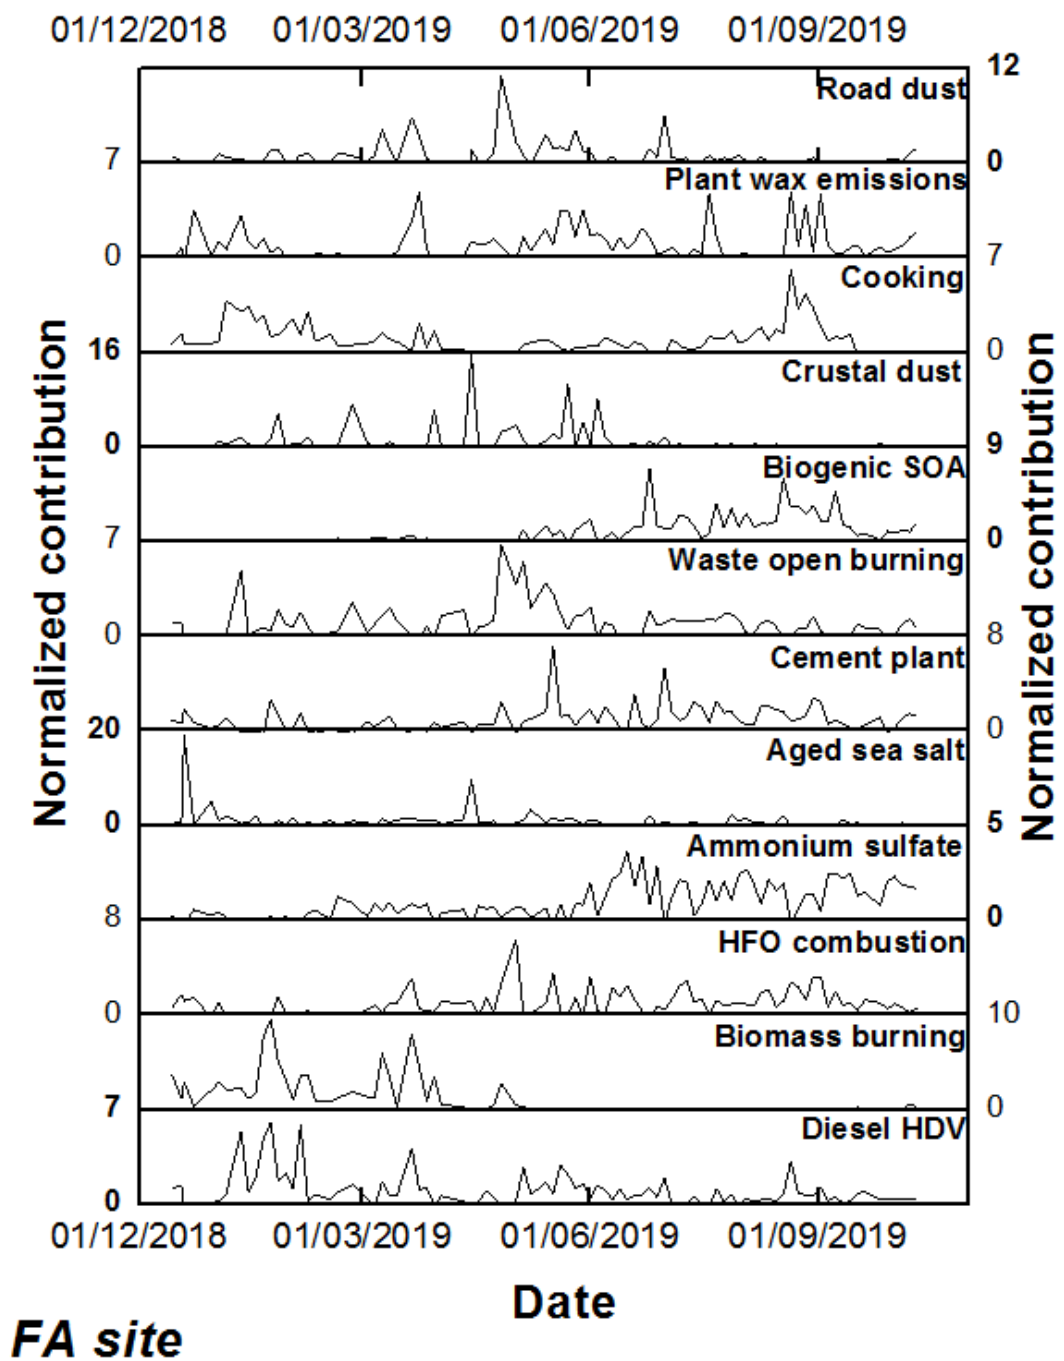 01/12/2018 01/03/2019 01/06/2019 01/09/2019
12
Road dust
7 0
Plant wax emissions
0 7
Cooking
16 0
Crustal dust
0 9
Biogenic SOA
7 0
Waste open burning
0 8
Cement plant
20 0
Aged sea salt
0 5
Ammonium sulfate
8 0
HFO combustion
0 10
Biomass burning
7 0
Diesel HDV
0
Normalized contribution
Normalized contribution
01/12/2018 01/03/2019 01/06/2019 01/09/2019
Date
FA site